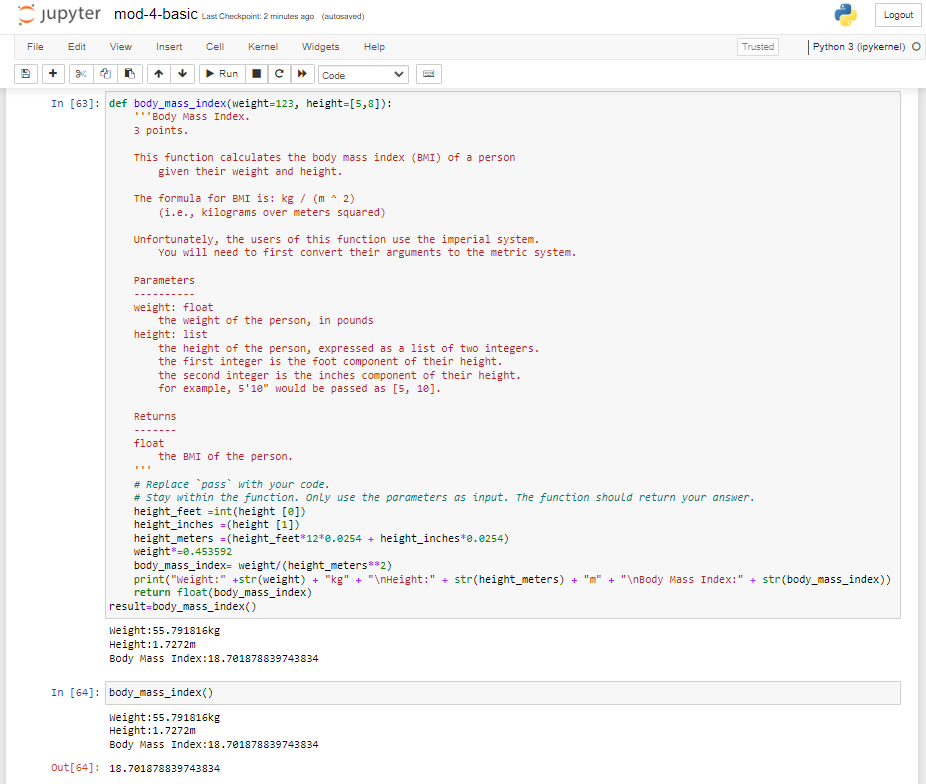 jupyter mod-4-basic Last Checkpoint: 2 minutes ago (autosaved)
Logout
File Edit View Insert Cell Kernel Widgets Help
Trusted
Python 3 (ipykernel)
Run
Code
In [63]: def body_mass_index(weight=123, height=[5,8]):
'''Body Mass Index.
3 points.
This function calculates the body mass index (BMI) of a person
given their weight and height.
The formula for BMI is: kg / (m ^ 2)
(i.e., kilograms over meters squared)
Unfortunately, the users of this function use the imperial system.
You will need to first convert their arguments to the metric system.
Parameters
----------
weight: float
the weight of the person, in pounds
height: list
the height of the person, expressed as a list of two integers.
the first integer is the foot component of their height.
the second integer is the inches component of their height.
for example, 5'10" would be passed as [5, 10].
Returns
-------
float
the BMI of the person.
'''
# Replace `pass` with your code.
# Stay within the function. Only use the parameters as input. The function should return your answer.
height_feet =int(height [0])
height_inches =(height [1])
height_meters =(height_feet*12*0.0254 + height_inches*0.0254)
weight*=0.453592
body_mass_index= weight/(height_meters**2)
print("Weight:" +str(weight) + "kg" + "\nHeight:" + str(height_meters) + "m" + "\nBody Mass Index:" + str(body_mass_index))
return float(body_mass_index)
result=body_mass_index()
Weight:55.791816kg
Height:1.7272m
Body Mass Index:18.701878839743834
In [64]: body_mass_index()
Weight:55.791816kg
Height:1.7272m
Body Mass Index:18.701878839743834
Out[64]: 18.701878839743834